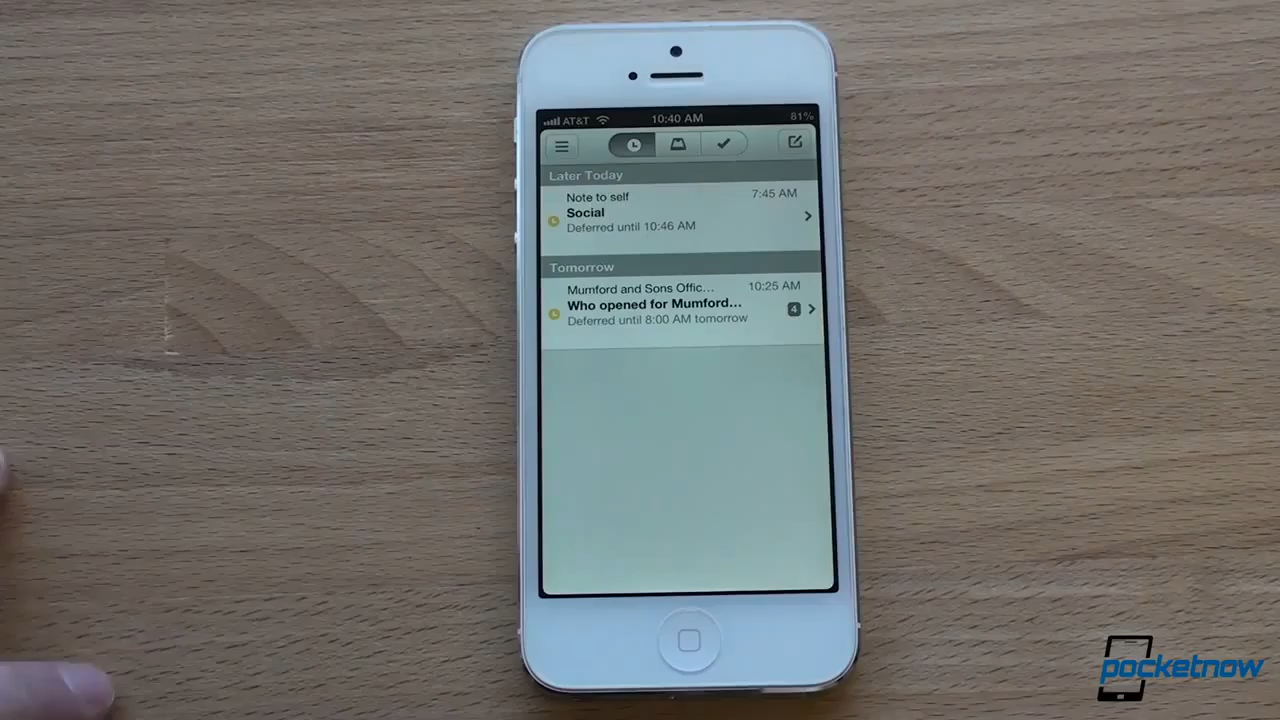 AT&T 10:40 AM 81%
Later Today
Note to self 7:45 AM
Social
Deferred until 10:46 AM
Tomorrow
Mumford and Sons Offic... 10:25 AM
Who opened for Mumford...
Deferred until 8:00 AM tomorrow 4
pocketnow